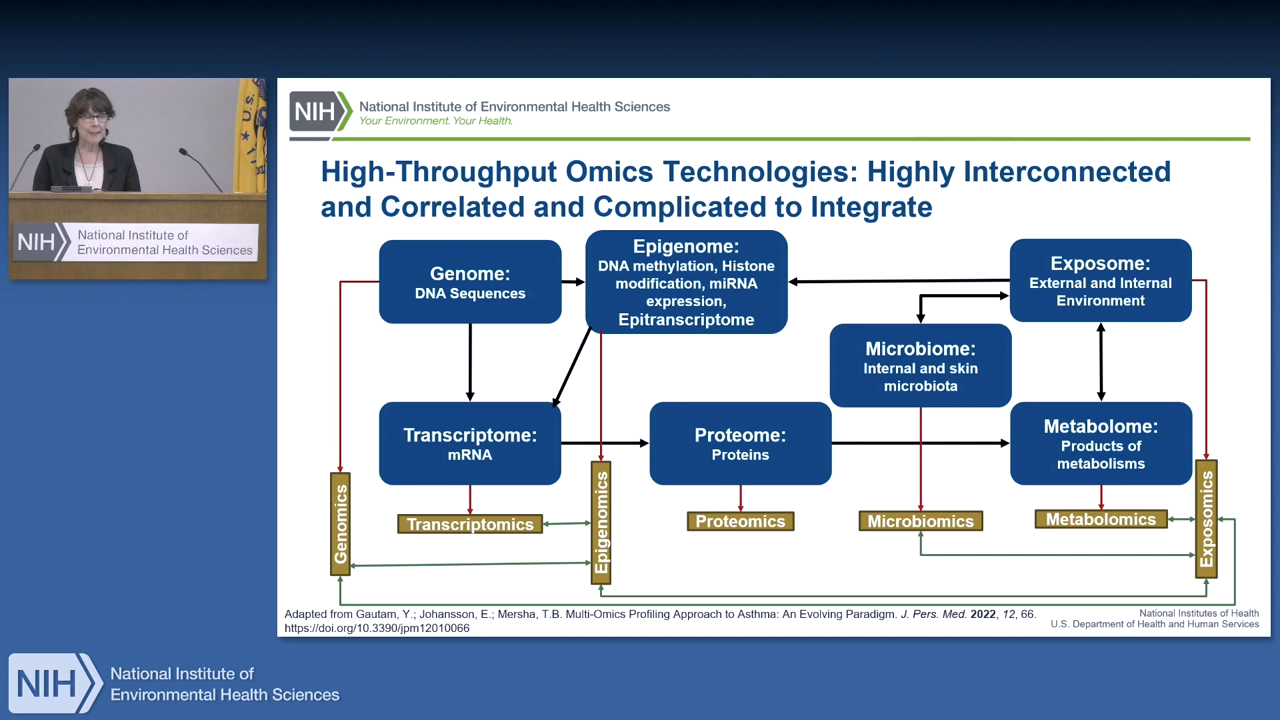 NIH
National Institute of
Environmental Health Sciences
U.S.
NIH
National Institute of Environmental Health Sciences
Your Environment. Your Health.
High-Throughput Omics Technologies: Highly Interconnected
and Correlated and Complicated to Integrate
Genome:
DNA Sequences
Epigenome:
DNA methylation, Histone
modification, miRNA
expression,
Epitranscriptome
Exposome:
External and Internal
Environment
Microbiome:
Internal and skin
microbiota
Transcriptome:
mRNA
Proteome:
Proteins
Metabolome:
Products of
metabolisms
Genomics
Transcriptomics
Epigenomics
Proteomics
Microbiomics
Metabolomics
Exposomics
Adapted from Gautam, Y.; Johansson, E.; Mersha, T.B. Multi-Omics Profiling Approach to Asthma: An Evolving Paradigm. J. Pers. Med. 2022, 12, 66.
https://doi.org/10.3390/jpm12010066
National Institutes of Health
U.S. Department of Health and Human Services
NIH
National Institute of
Environmental Health Sciences